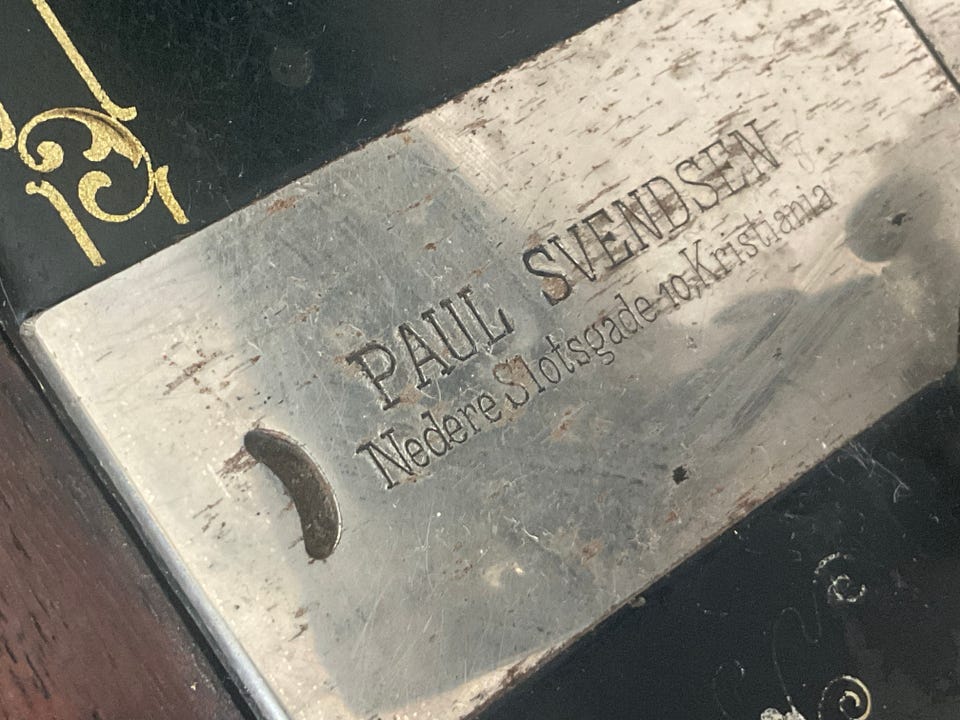 PAUL SVENDSEN
Nedere Slotsgade 10, Kristiania